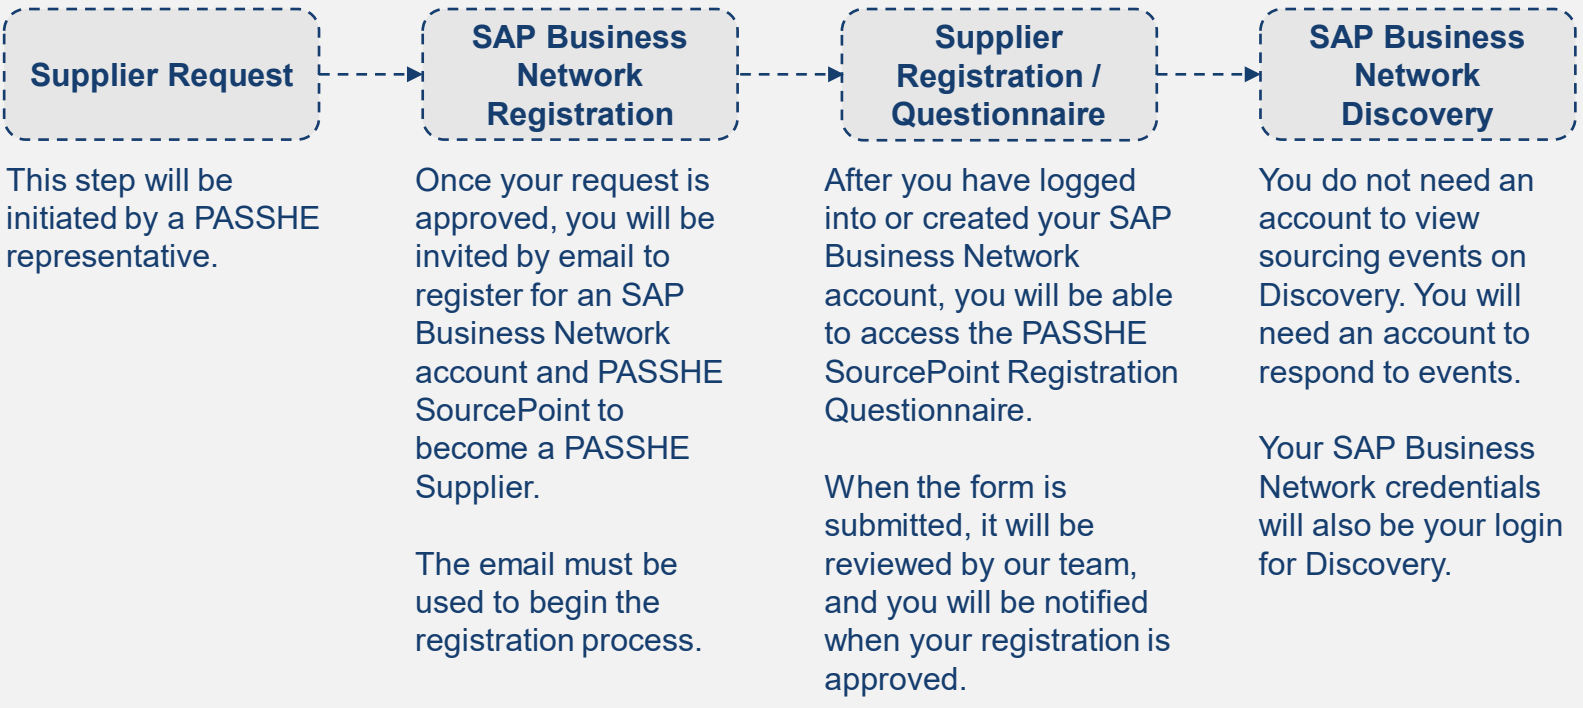 Supplier Request
This step will be
initiated by a PASSHE
representative.
SAP Business
Network
Registration
Once your request is
approved, you will be
invited by email to
register for an SAP
Business Network
account and PASSHE
SourcePoint to
become a PASSHE
Supplier.
The email must be
used to begin the
registration process.
Supplier
Registration /
Questionnaire
After you have logged
into or created your SAP
Business Network
account, you will be able
to access the PASSHE
SourcePoint Registration
Questionnaire.
When the form is
submitted, it will be
reviewed by our team,
and you will be notified
when your registration is
approved.
SAP Business
Network
Discovery
You do not need an
account to view
sourcing events on
Discovery. You will
need an account to
respond to events.
Your SAP Business
Network credentials
will also be your login
for Discovery.